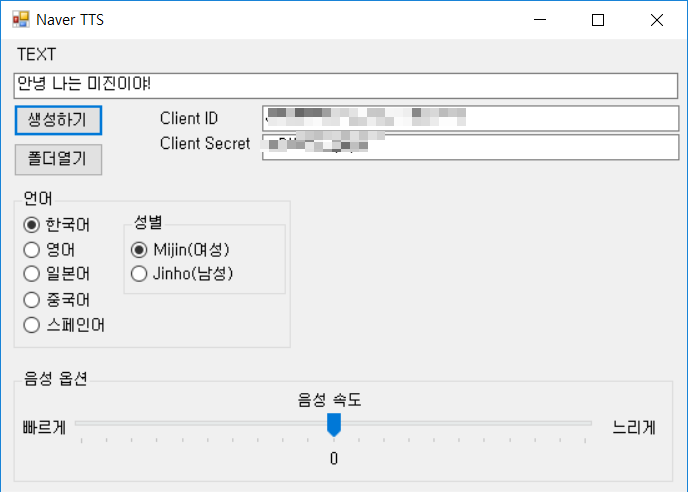 Naver TTS
TEXT
안녕 나는 미진이야!
생성하기
Client ID
Client Secret
폴더열기
언어
한국어
영어
일본어
중국어
스페인어
성별
Mijin(여성)
Jinho(남성)
음성 옵션
음성 속도
빠르게
느리게
0